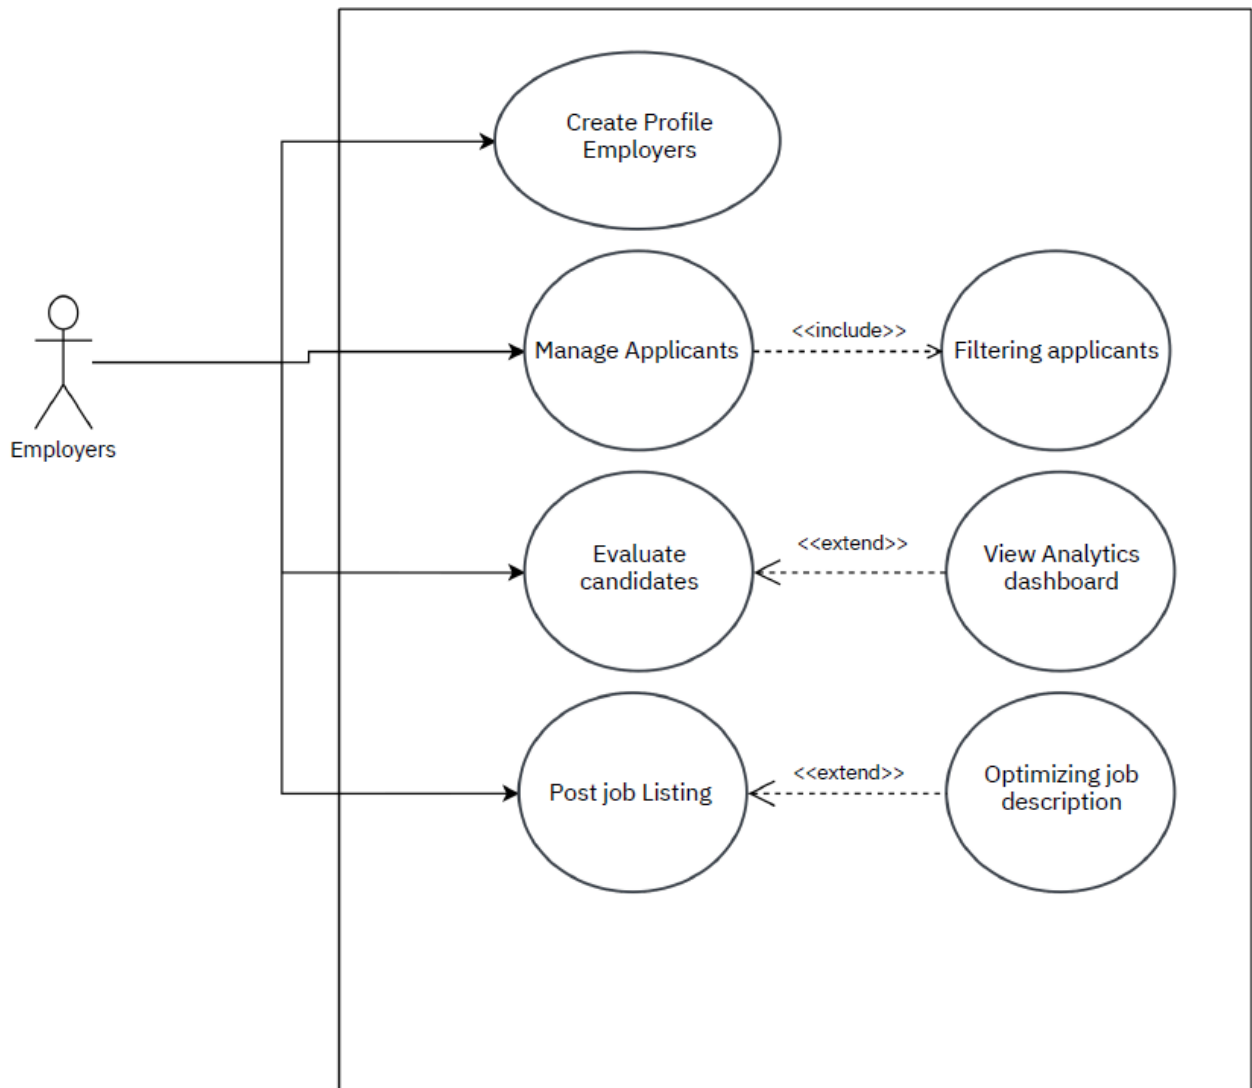 Create Profile
Employers
Manage Applicants
<<include>>
Filtering applicants
Employers
Evaluate
candidates
<<extend>>
View Analytics
dashboard
Post job Listing
<<extend>>
Optimizing job
description